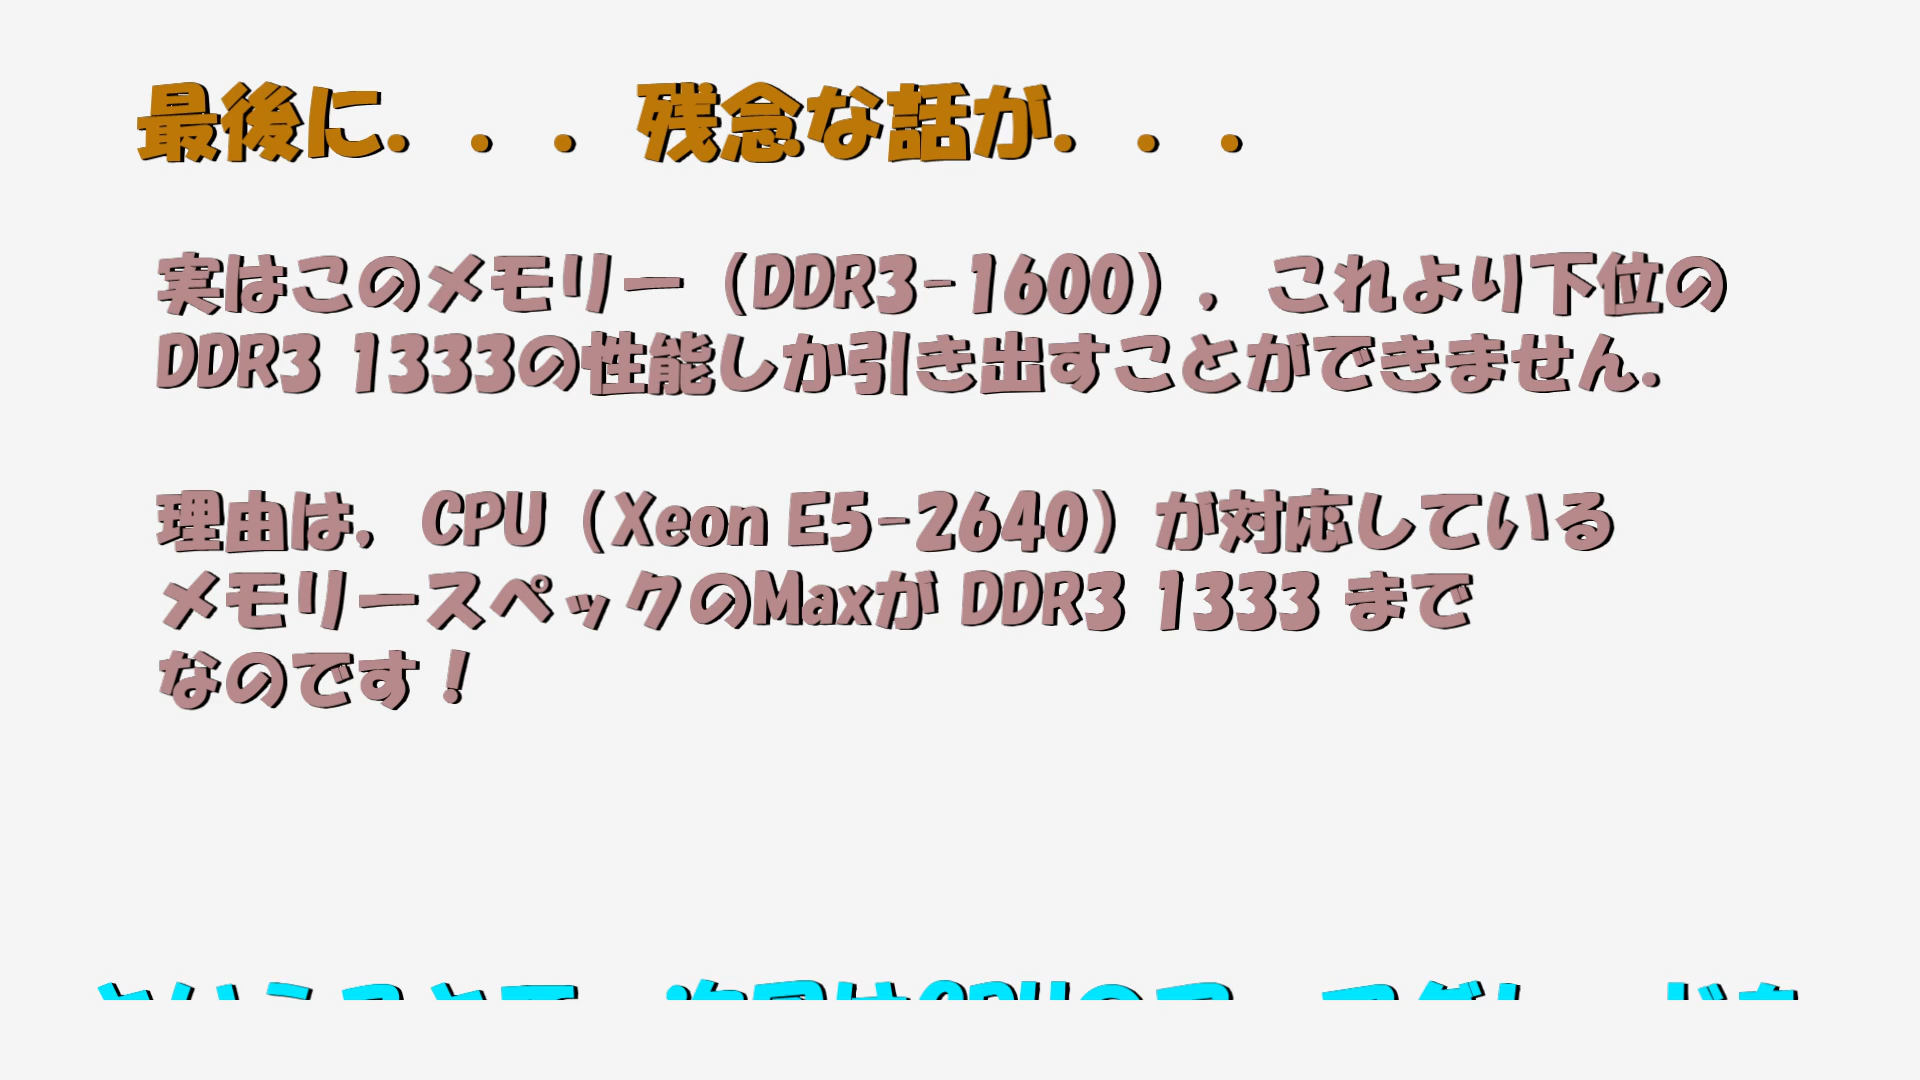 最後に．．．残念な話が．．．
実はこのメモリー（DDR3-1600），これより下位の
DDR3 1333の性能しか引き出すことができません．
理由は，CPU（Xeon E5-2640）が対応している
メモリースペックのMaxが DDR3 1333 まで
なのです！